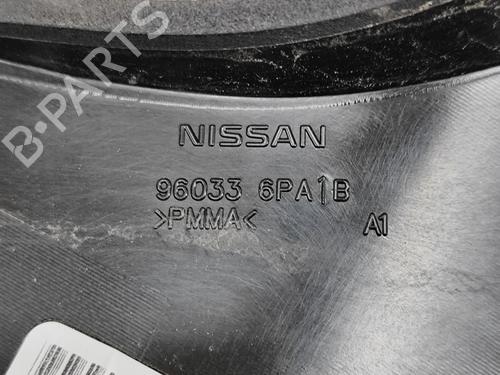 NISSAN
96033 6PA1B
>PMMA<
A1
B-PARTS